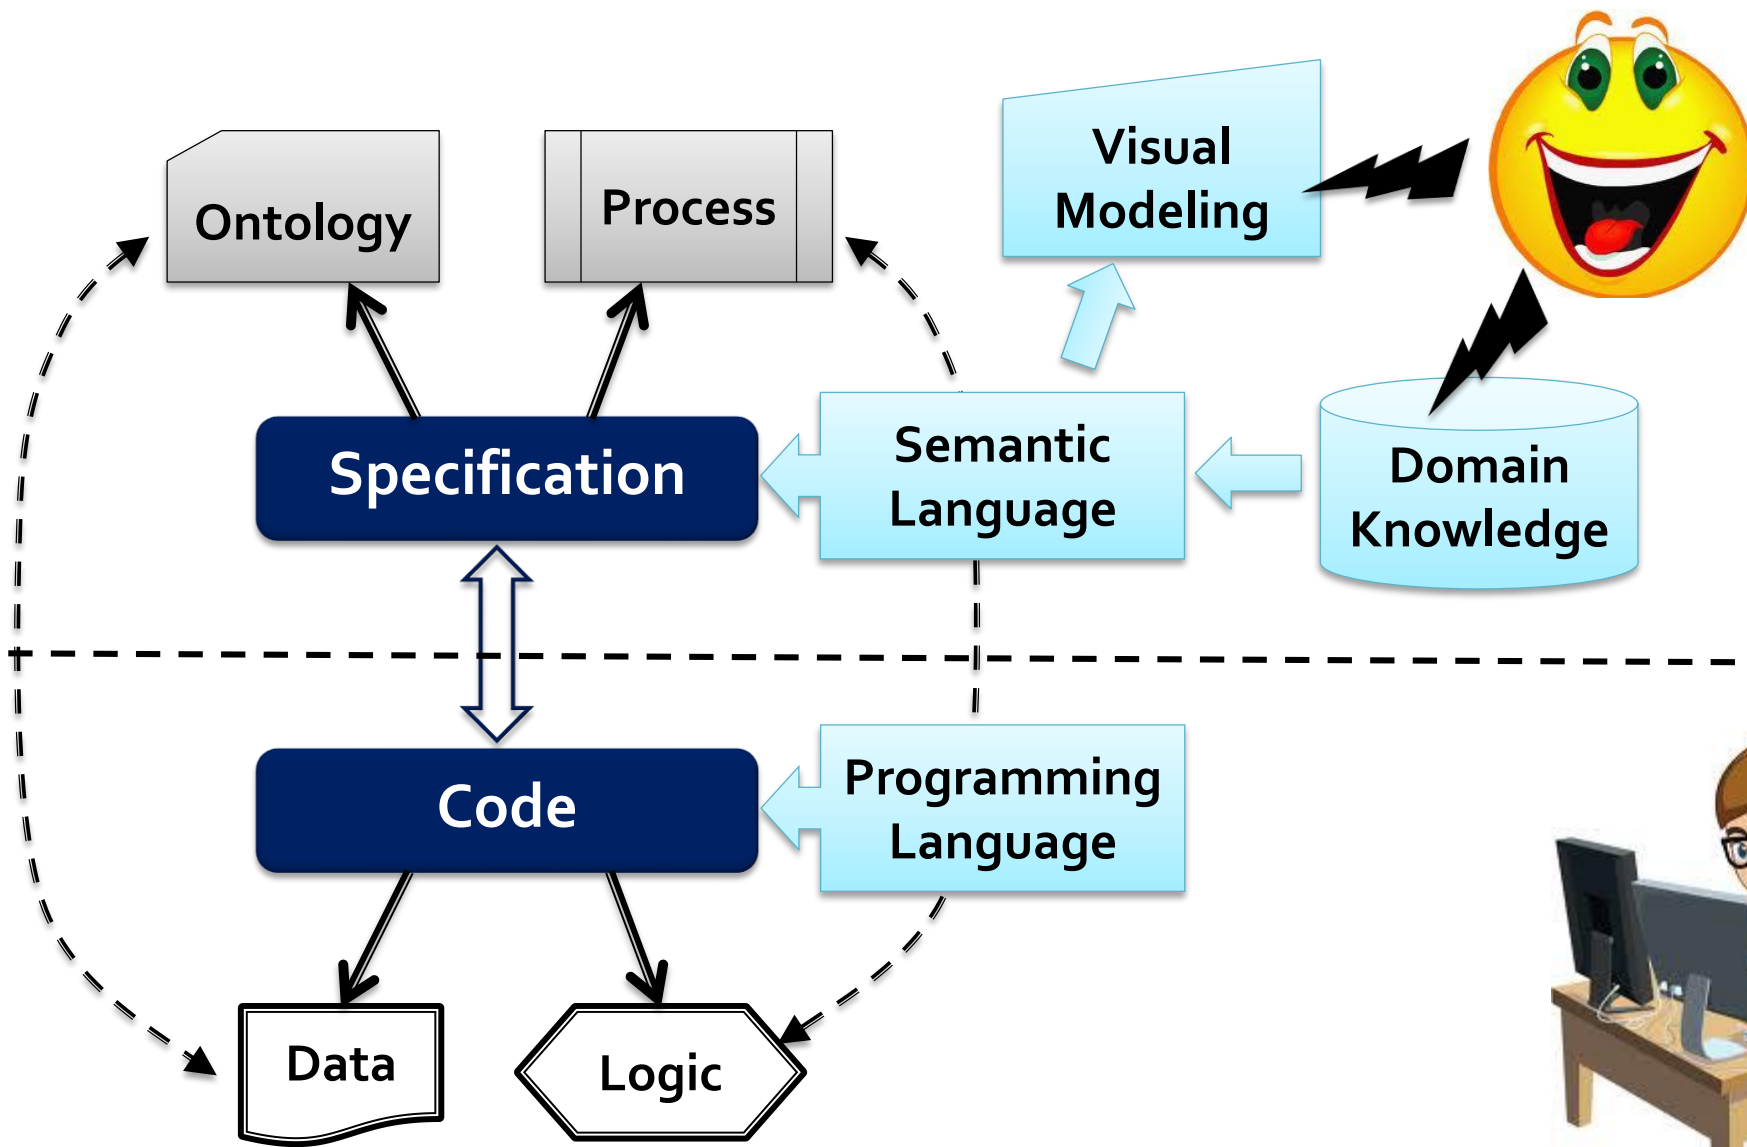 Ontology
Process
Visual
Modeling
Specification
Semantic
Language
Domain
Knowledge
Code
Programming
Language
Data
Logic